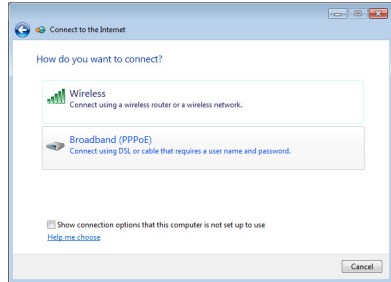 Connect to the Internet
How do you want to connect?
Wireless
Connect using a wireless router or a wireless network.
Broadband (PPPoE)
Connect using DSL or cable that requires a user name and password.
Show connection options that this computer is not set up to use
Help me choose
Cancel